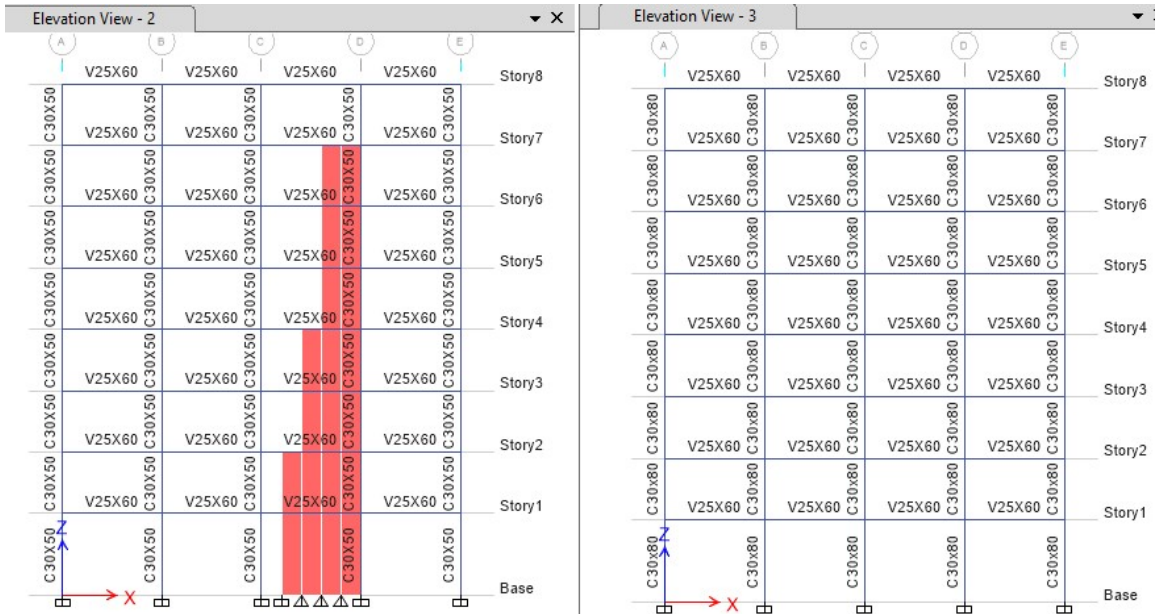 Elevation View - 2
A B C D E
V25X60 V25X60 V25X60 V25X60 Story8
C30X50 C30X50 C30X50 C30X50 C30X50
V25X60 V25X60 V25X60 V25X60 Story7
C30X50 C30X50 C30X50 C30X50 C30X50
V25X60 V25X60 V25X60 V25X60 Story6
C30X50 C30X50 C30X50 C30X50 C30X50
V25X60 V25X60 V25X60 V25X60 Story5
C30X50 C30X50 C30X50 C30X50 C30X50
V25X60 V25X60 V25X60 V25X60 Story4
C30X50 C30X50 C30X50 C30X50 C30X50
V25X60 V25X60 V25X60 V25X60 Story3
C30X50 C30X50 C30X50 C30X50 C30X50
V25X60 V25X60 V25X60 V25X60 Story2
C30X50 C30X50 C30X50 C30X50 C30X50
V25X60 V25X60 V25X60 V25X60 Story1
Z
C30X50 C30X50 C30X50 C30X50 C30X50
X Base
Elevation View - 3
A B C D E
V25X60 V25X60 V25X60 V25X60 Story8
C30x80 C30x80 C30x80 C30x80 C30x80
V25X60 V25X60 V25X60 V25X60 Story7
C30x80 C30x80 C30x80 C30x80 C30x80
V25X60 V25X60 V25X60 V25X60 Story6
C30x80 C30x80 C30x80 C30x80 C30x80
V25X60 V25X60 V25X60 V25X60 Story5
C30x80 C30x80 C30x80 C30x80 C30x80
V25X60 V25X60 V25X60 V25X60 Story4
C30x80 C30x80 C30x80 C30x80 C30x80
V25X60 V25X60 V25X60 V25X60 Story3
C30x80 C30x80 C30x80 C30x80 C30x80
V25X60 V25X60 V25X60 V25X60 Story2
C30x80 C30x80 C30x80 C30x80 C30x80
V25X60 V25X60 V25X60 V25X60 Story1
Z
C30x80 C30x80 C30x80 C30x80 C30x80
X Base